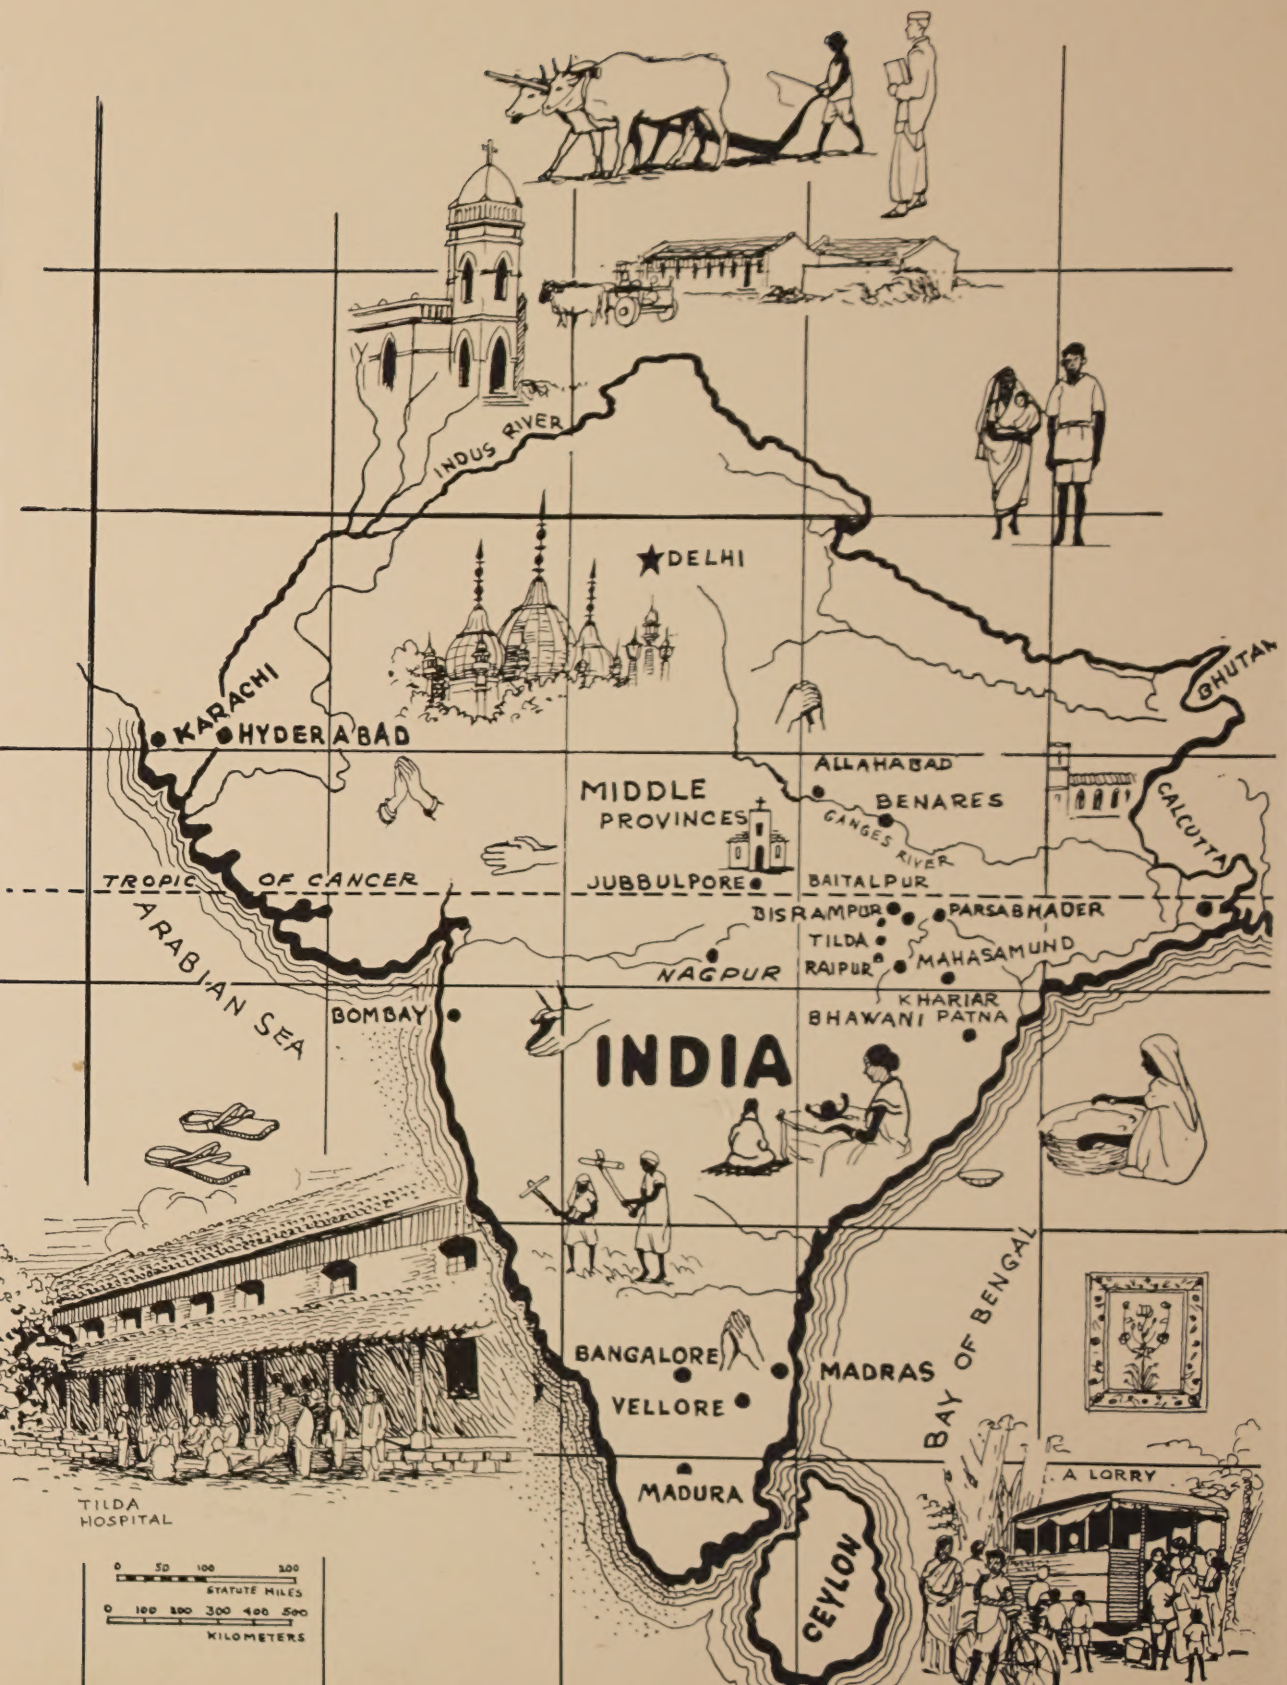 INDUS RIVER
DELHI
BHUTAN
KARACHI
HYDERABAD
ALLAHABAD
MIDDLE
PROVINCES
BENARES
GANGES RIVER
CALCUTTA
TROPIC OF CANCER
JUBBULPORE
BAITALPUR
BISRAMPUR
PARSABHADER
ARABIAN SEA
TILDA
NAGPUR
RAIPUR
MAHASAMUND
KHARIAR
BOMBAY
BHAWANI PATNA
INDIA
BAY OF BENGAL
BANGALORE
MADRAS
VELLORE
MADURA
A LORRY
TILDA
HOSPITAL
CEYLON
0 50 100 200
STATUTE MILES
0 100 200 300 400 500
KILOMETERS